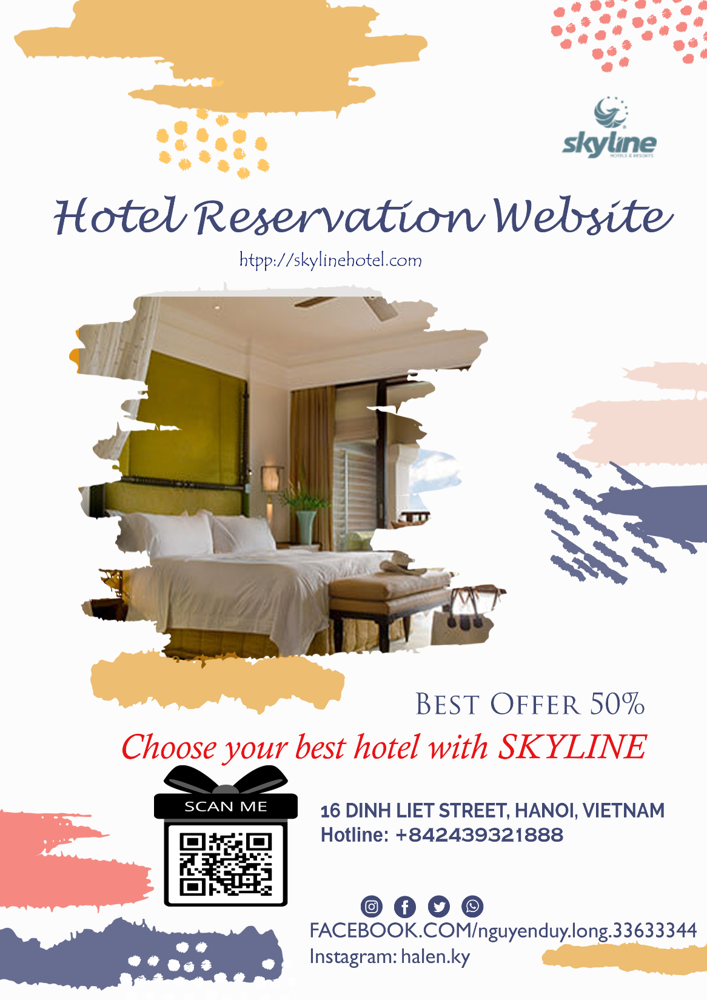 skyline
HOTELS & RESORTS
Hotel Reservation Website
htpp://skylinehotel.com
BEST OFFER 50%
Choose your best hotel with SKYLINE
SCAN ME
16 DINH LIET STREET, HANOI, VIETNAM
Hotline: +842439321888
FACEBOOK.COM/nguyenduy.long.33633344
Instagram: halen.ky